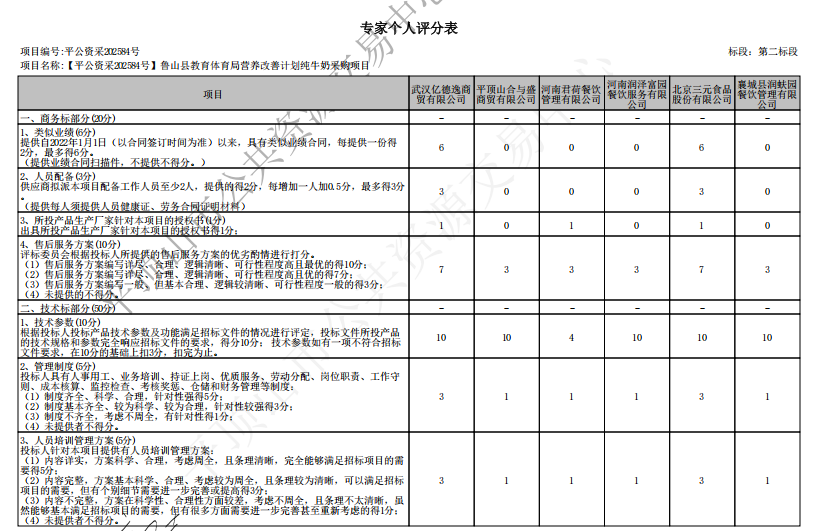 专家个人评分表
项目编号:平公资采202584号
标段：第二标段
项目名称:【平公资采202584号】鲁山县教育体育局营养改善计划纯牛奶采购项目
项目 武汉亿德逸商贸有限公司 平顶山合与盛商贸有限公司 河南君荷餐饮管理有限公司 河南润泽富园餐饮服务有限公司 北京三元食品股份有限公司 襄城县润蚨园餐饮管理有限公司
一、商务标部分(20分) - - - - - -
1、类似业绩(6分)
提供自2022年1月1日（以合同签订时间为准）以来，具有类似业绩合同，每提供一份得
2分，最多得6分。
（提供业绩合同扫描件，不提供不得分。）
6 0 0 0 6 0
2、人员配备(3分)
供应商拟派本项目配备工作人员至少2人，提供的得2分，每增加一人加0.5分，最多得3分
。
（提供每人须提供人员健康证、劳务合同证明材料）
3 0 0 0 3 0
3、所投产品生产厂家针对本项目的授权书(1分)
出具所投产品生产厂家针对本项目的授权书得1分；
1 0 1 0 1 0
4、售后服务方案(10分)
评标委员会根据投标人所提供的售后服务方案的优劣酌情进行打分。
（1）售后服务方案编写详尽、合理、逻辑清晰、可行性程度高且最优的得10分；
（2）售后服务方案编写详尽、合理、逻辑清晰、可行性程度高且优的得7分；
（3）售后服务方案编写一般、但基本合理、逻辑较清晰、可行性程度一般的得3分；
（4）未提供的不得分。
7 3 3 3 7 3
二、技术标部分(50分) - - - - - -
1、技术参数(10分)
根据投标人投标产品技术参数及功能满足招标文件的情况进行评定，投标文件所投产品
的技术规格和参数完全响应招标文件的要求，得分10分； 技术参数如有一项不符合招标
文件要求，在10分的基础上扣3分，扣完为止。
10 10 4 10 10 10
2、管理制度(5分)
投标人具有人事用工、业务培训、持证上岗、优质服务、劳动分配、岗位职责、工作守
则、成本核算、监控检查、考核奖惩、仓储和财务管理等制度：
（1）制度齐全、科学、合理，针对性强得5分；
（2）制度基本齐全、较为科学、较为合理，针对性较强得3分；
（3）制度不齐全，考虑不周全，有针对性得1分；
（4）未提供者不得分。
3 1 1 1 3 1
3、人员培训管理方案(5分)
投标人针对本项目提供有人员培训管理方案：
（1）内容详实，方案科学、合理，考虑周全，且条理清晰，完全能够满足招标项目的需
要得5分；
（2）内容完整，方案基本科学、合理、考虑较为周全，且条理较为清晰，可以满足招标
项目的需要，但有个别细节需要进一步完善或提高得3分；
（3）内容不完整，方案在科学性、合理性方面较差，考虑不周全，且条理不太清晰，虽
然能够基本满足招标项目的需要，但有很多方面需要进一步完善甚至重新考虑的得1分；
（4）未提供者不得分。
3 1 1 1 3 1
平顶山市公共资源交易中心